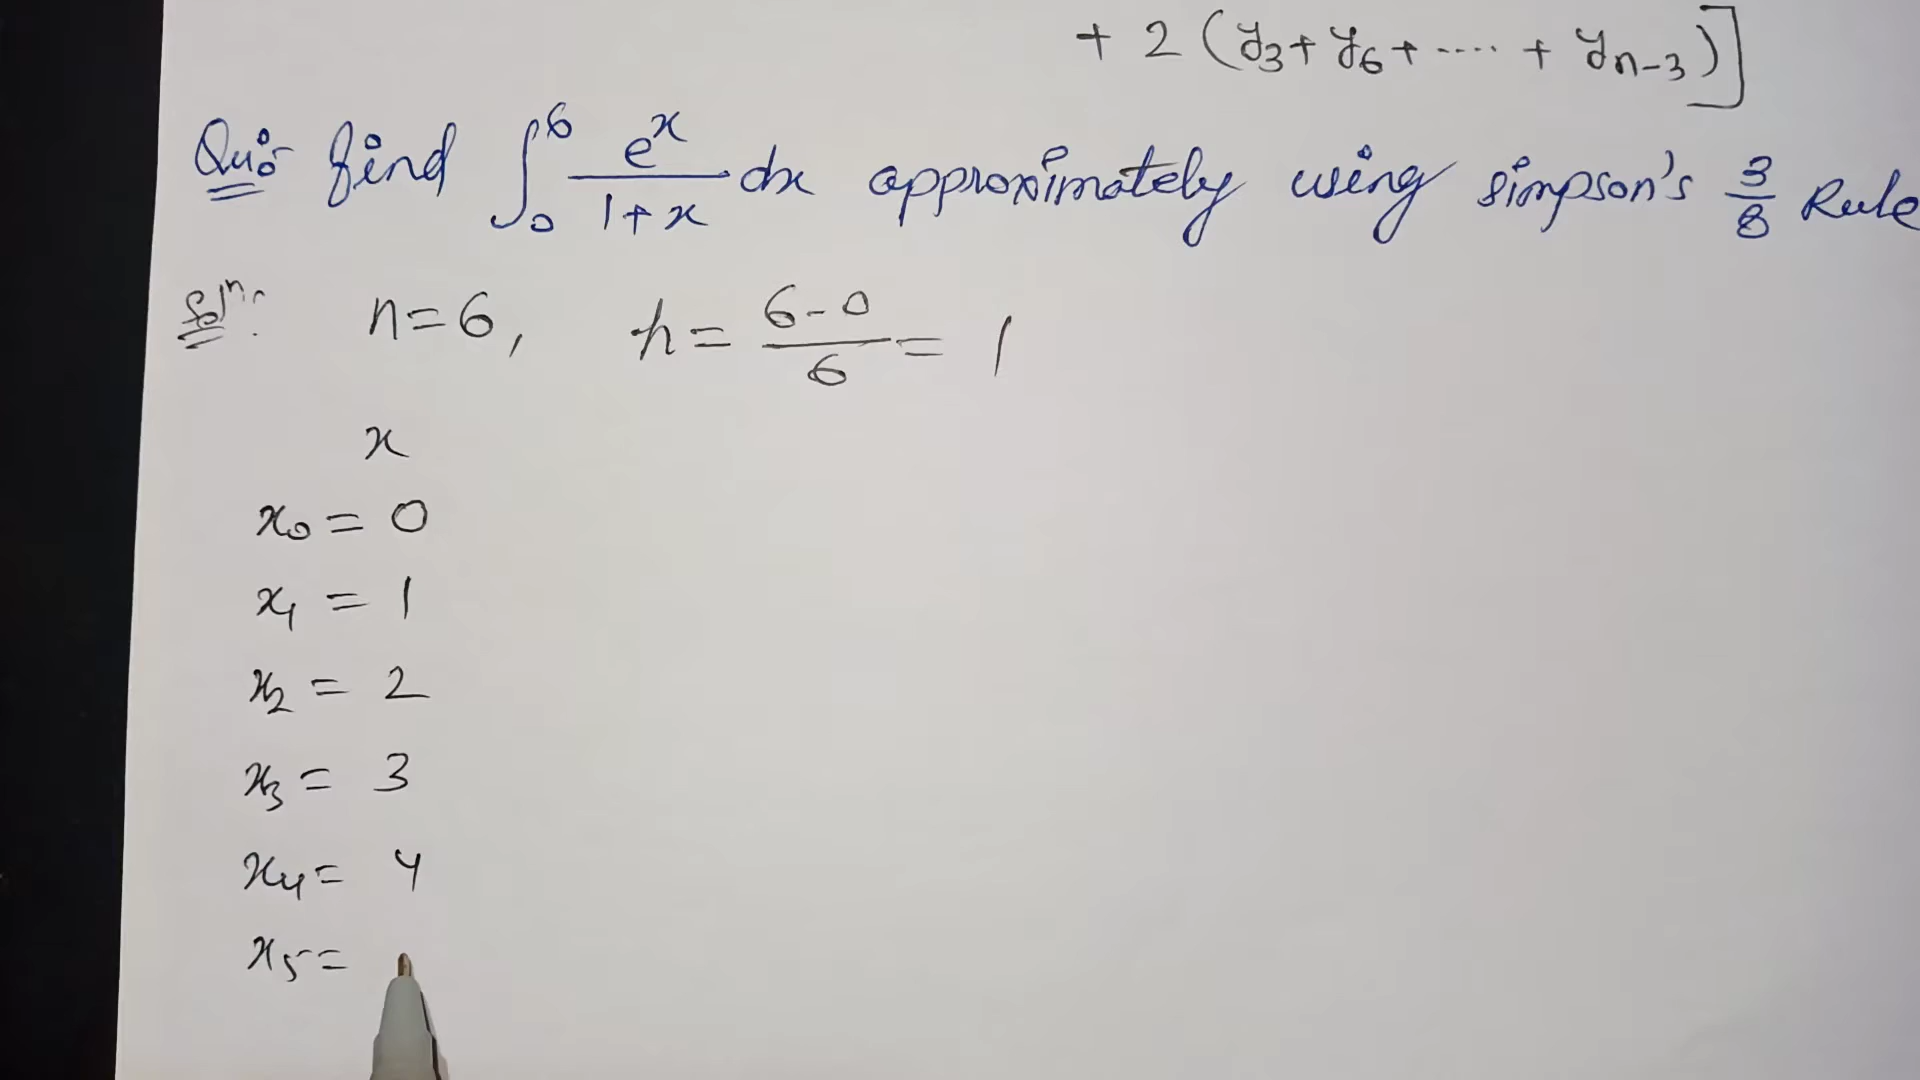 + 2 (y₃ + y₆ + ---- + yₙ₋₃)]
Que:- find ∫₀⁶ eˣ/(1+x) dx approximately using simpson's 3/8 Rule
Solⁿ: n=6, h = (6-0)/6 = 1
x
x₀ = 0
x₁ = 1
x₂ = 2
x₃ = 3
x₄ = 4
x₅ =